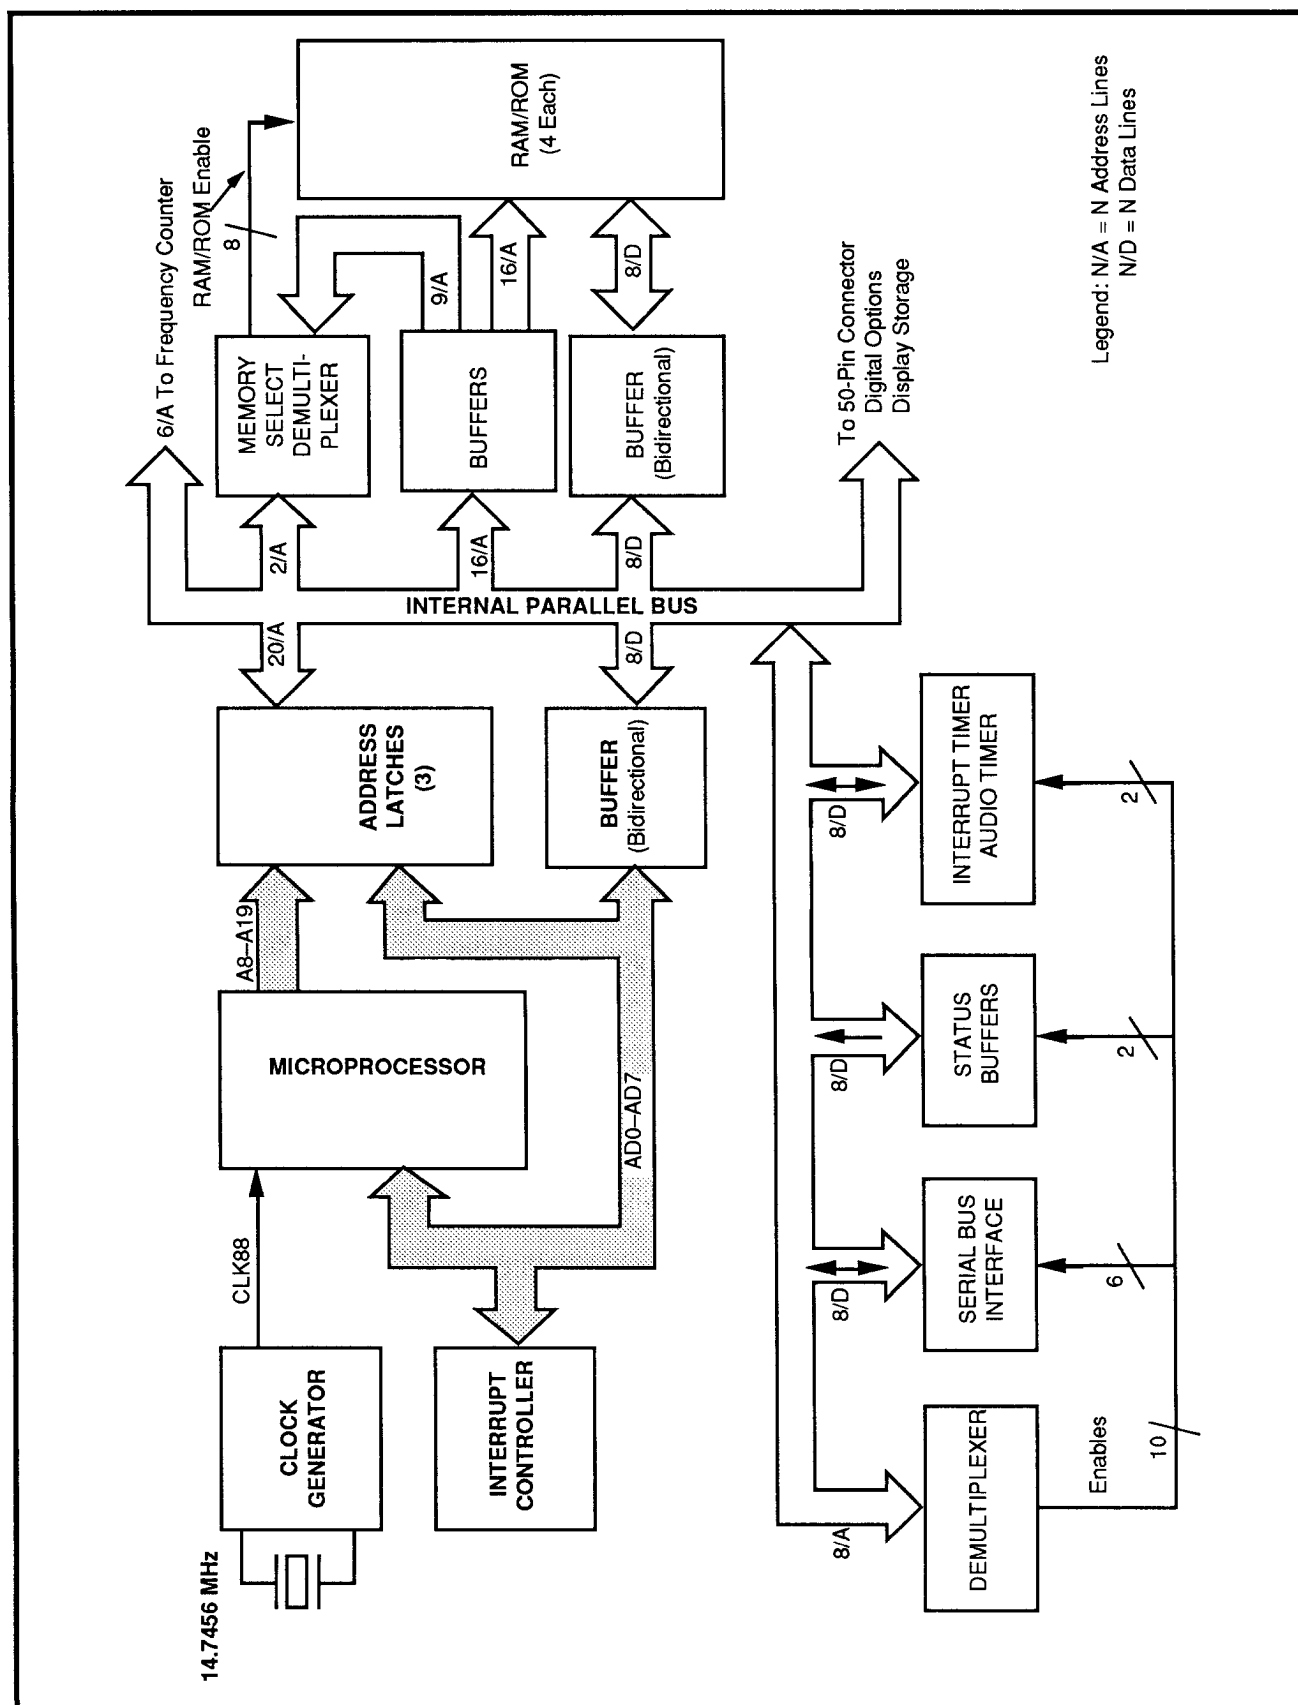 14.7456 MHz
CLOCK
GENERATOR
CLK88
MICROPROCESSOR
A8–A19
ADDRESS
LATCHES
(3)
20/A
2/A
MEMORY
SELECT
DEMULTI-
PLEXER
6/A To Frequency Counter
RAM/ROM Enable
8
9/A
INTERRUPT
CONTROLLER
AD0–AD7
BUFFER
(Bidirectional)
8/D
INTERNAL PARALLEL BUS
16/A
BUFFERS
16/A
RAM/ROM
(4 Each)
8/D
BUFFER
(Bidirectional)
8/D
To 50-Pin Connector
Digital Options
Display Storage
8/A
8/D
8/D
8/D
DEMULTIPLEXER
SERIAL BUS
INTERFACE
STATUS
BUFFERS
INTERRUPT TIMER
AUDIO TIMER
Enables
10
6
2
2
Legend: N/A = N Address Lines
N/D = N Data Lines